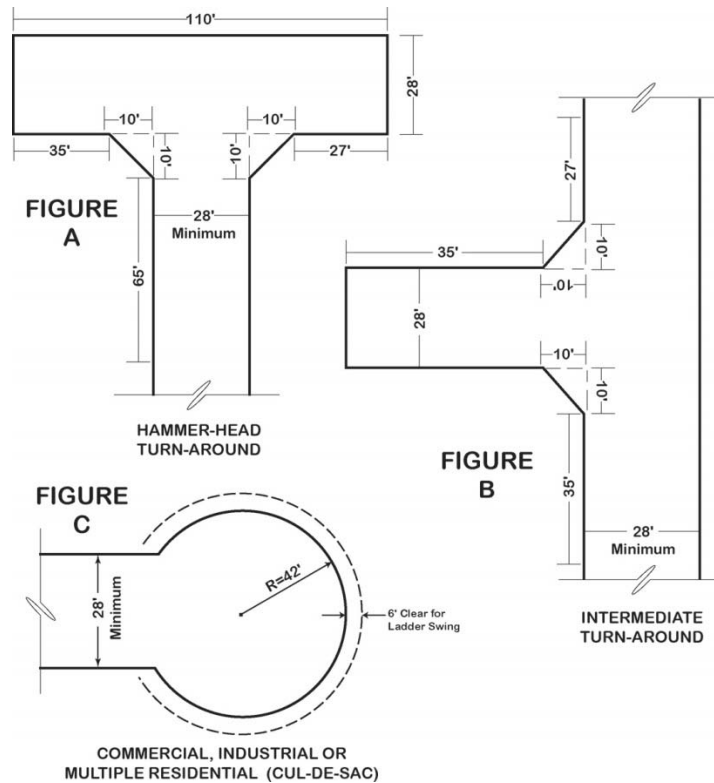 110'
28'
10'
10'
10'
10'
35'
27'
FIGURE
A
28'
Minimum
65'
HAMMER-HEAD
TURN-AROUND
27'
10'
35'
10'
28'
10'
10'
FIGURE
B
35'
28'
Minimum
INTERMEDIATE
TURN-AROUND
FIGURE
C
R=42'
28'
Minimum
6' Clear for
Ladder Swing
COMMERCIAL, INDUSTRIAL OR
MULTIPLE RESIDENTIAL (CUL-DE-SAC)